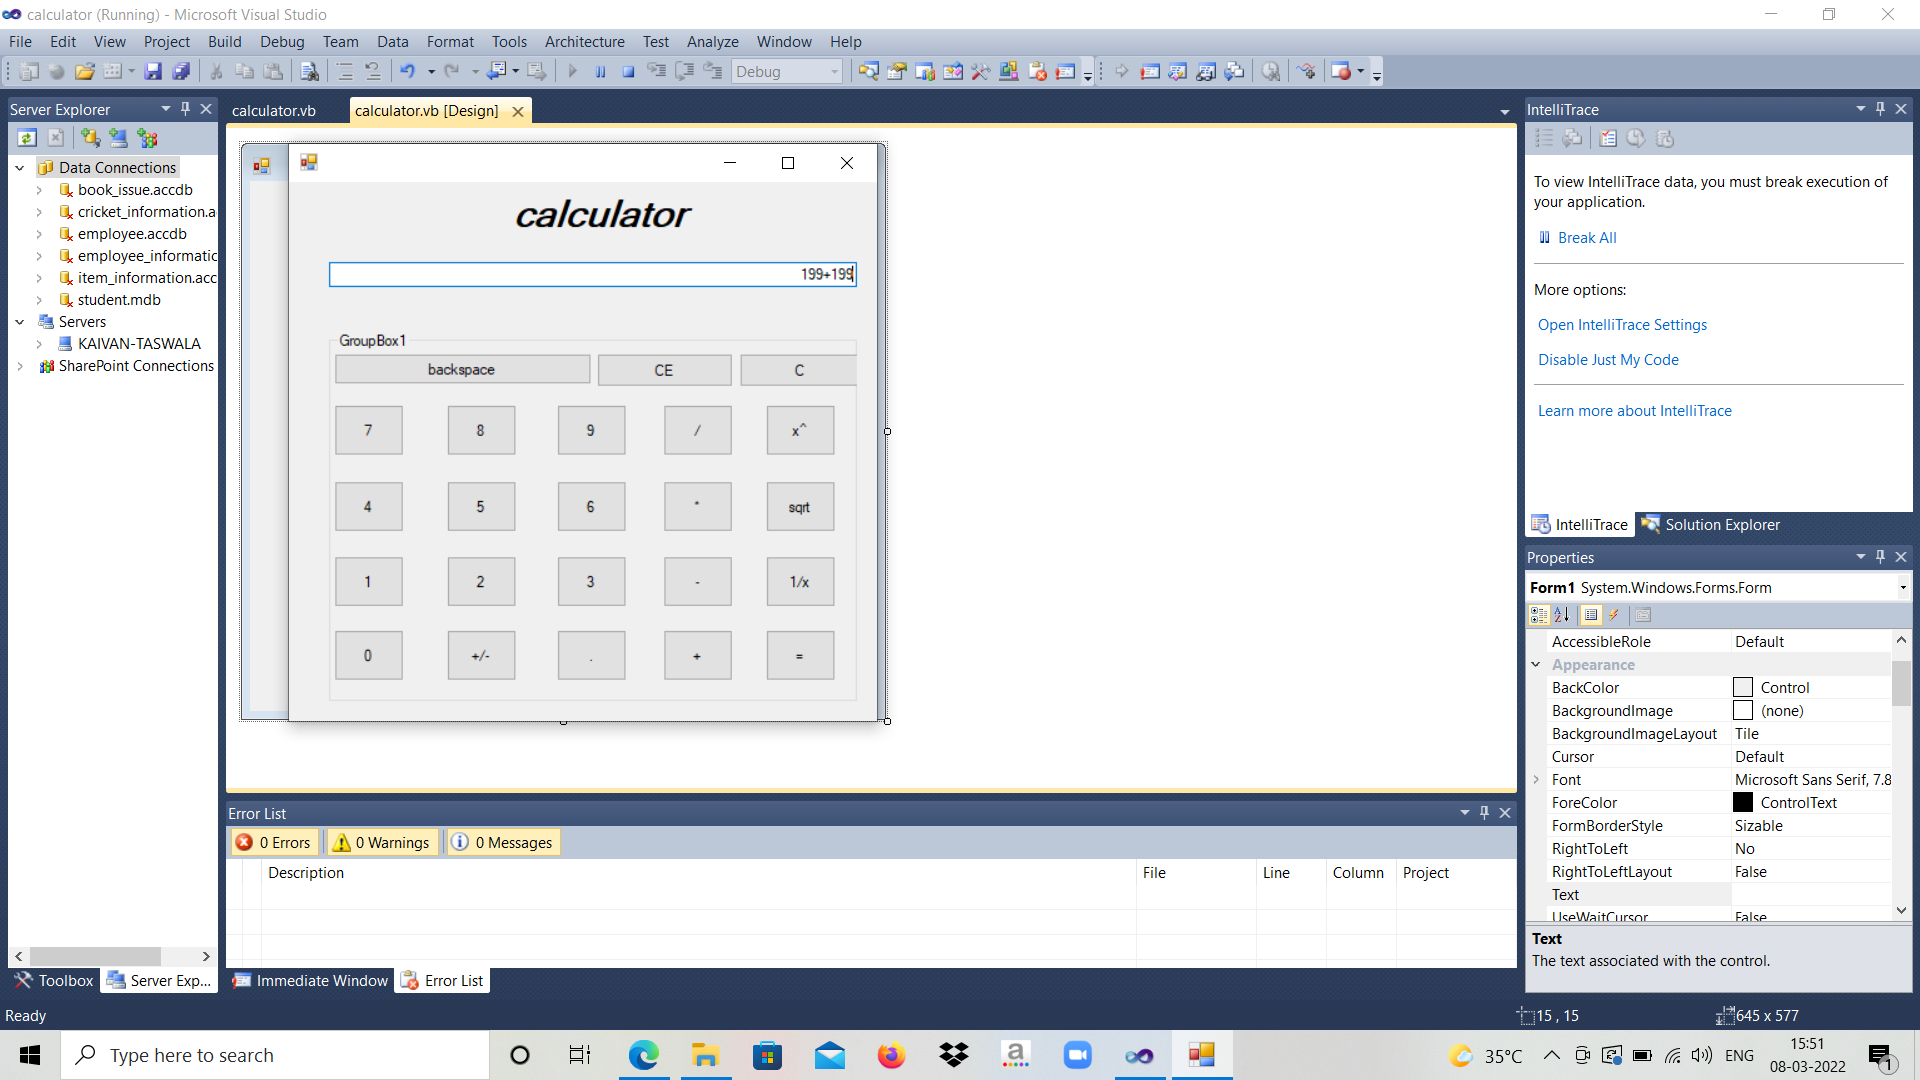 calculator (Running) - Microsoft Visual Studio
File Edit View Project Build Debug Team Data Format Tools Architecture Test Analyze Window Help
Debug
Server Explorer
Data Connections
book_issue.accdb
cricket_information.a
employee.accdb
employee_informatic
item_information.acc
student.mdb
Servers
KAIVAN-TASWALA
SharePoint Connections
Toolbox Server Exp...
calculator.vb calculator.vb [Design]
calculator
199+199
GroupBox1
backspace CE C
7 8 9 / x^
4 5 6 * sqrt
1 2 3 - 1/x
0 +/- . + =
Error List
0 Errors 0 Warnings 0 Messages
Description File Line Column Project
Immediate Window Error List
IntelliTrace
To view IntelliTrace data, you must break execution of
your application.
Break All
More options:
Open IntelliTrace Settings
Disable Just My Code
Learn more about IntelliTrace
IntelliTrace Solution Explorer
Properties
Form1 System.Windows.Forms.Form
AccessibleRole Default
Appearance
BackColor Control
BackgroundImage (none)
BackgroundImageLayout Tile
Cursor Default
Font Microsoft Sans Serif, 7.8
ForeColor ControlText
FormBorderStyle Sizable
RightToLeft No
RightToLeftLayout False
Text
UseWaitCursor False
Text
The text associated with the control.
Ready 15 , 15 645 x 577
Type here to search
a
35°C ENG 15:51
08-03-2022
1